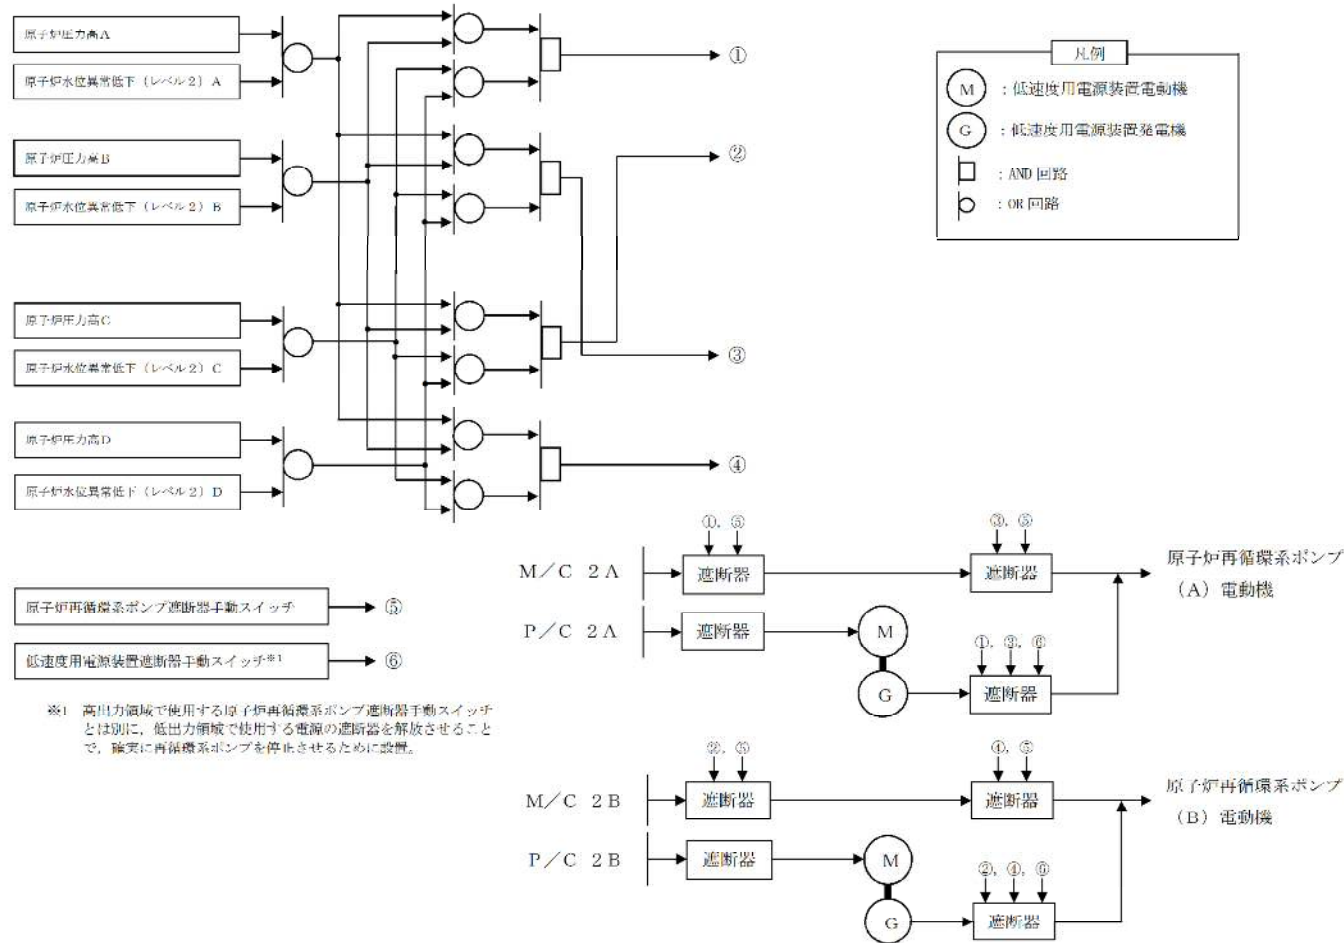 原子炉圧力高A
原子炉水位異常低下（レベル2）A
原子炉圧力高B
原子炉水位異常低下（レベル2）B
原子炉圧力高C
原子炉水位異常低下（レベル2）C
原子炉圧力高D
原子炉水位異常低下（レベル2）D
①
②
③
④
凡例
M ：低速度用電源装置電動機
G ：低速度用電源装置発電機
：AND回路
：OR回路
原子炉再循環系ポンプ遮断器手動スイッチ ⑤
低速度用電源装置遮断器手動スイッチ※1 ⑥
※1 高出力領域で使用する原子炉再循環系ポンプ遮断器手動スイッチ
とは別に，低出力領域で使用する電源の遮断器を解放させること
で，確実に再循環系ポンプを停止させるために設置。
①，⑤
③，⑤
M／C 2A 遮断器 遮断器
原子炉再循環系ポンプ
（A）電動機
P／C 2A 遮断器 M
①，③，⑥
G 遮断器
②，⑤
④，⑤
M／C 2B 遮断器 遮断器
原子炉再循環系ポンプ
（B）電動機
P／C 2B 遮断器 M
②，④，⑥
G 遮断器